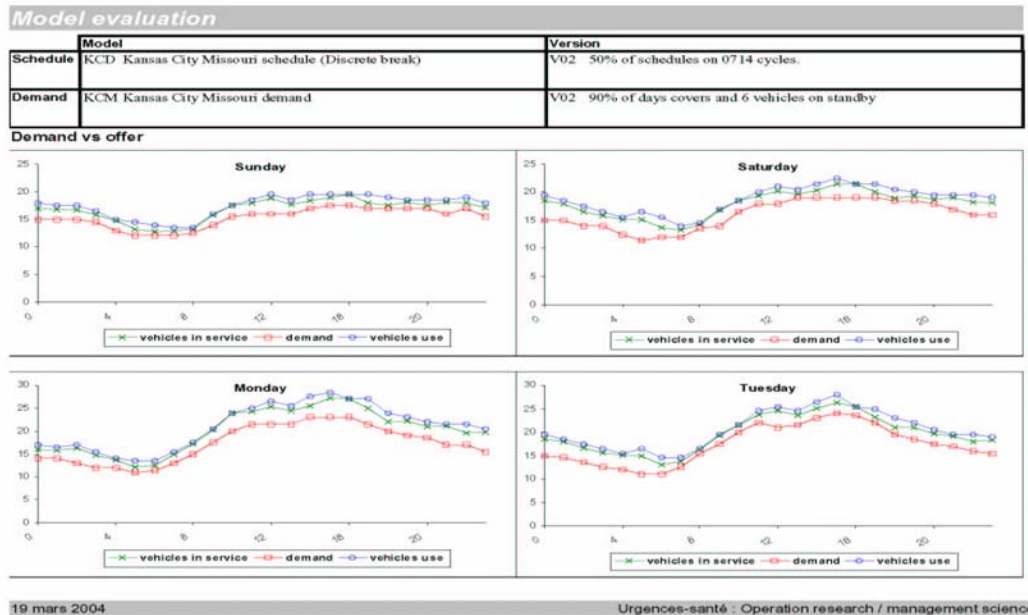 Model evaluation
Model Version
Schedule KCD Kansas City Missouri schedule (Discrete break) V02 50% of schedules on 0714 cycles.
Demand KCM Kansas City Missouri demand V02 90% of days covers and 6 vehicles on standby
Demand vs offer
Sunday
25
20
15
10
5
0
0 4 8 12 16 20
vehicles in service demand vehicles use
Saturday
25
20
15
10
5
0
0 4 8 12 16 20
vehicles in service demand vehicles use
Monday
30
25
20
15
10
5
0
0 4 8 12 16 20
vehicles in service demand vehicles use
Tuesday
30
25
20
15
10
5
0
0 4 8 12 16 20
vehicles in service demand vehicles use
19 mars 2004 Urgences-santé : Operation research / management science